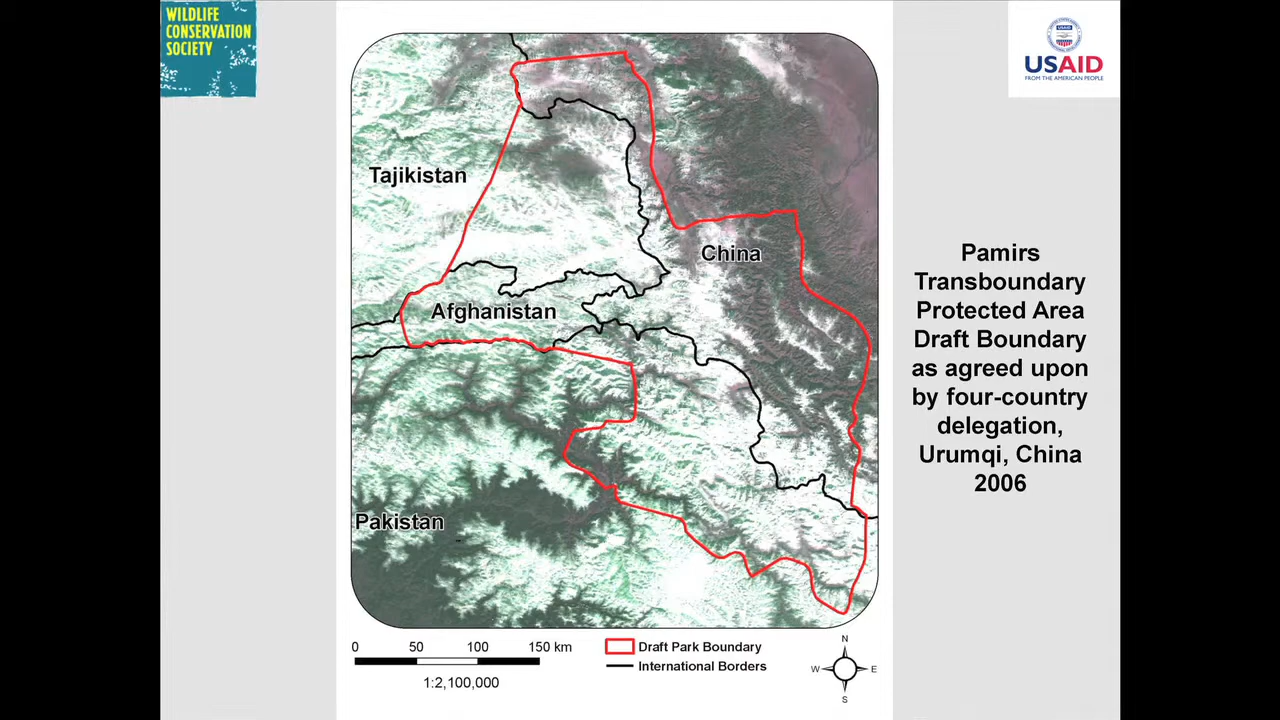 WILDLIFE
CONSERVATION
SOCIETY
USAID
FROM THE AMERICAN PEOPLE
Tajikistan
China
Afghanistan
Pakistan
Pamirs
Transboundary
Protected Area
Draft Boundary
as agreed upon
by four-country
delegation,
Urumqi, China
2006
0 50 100 150 km
1:2,100,000
Draft Park Boundary
International Borders
N
W E
S